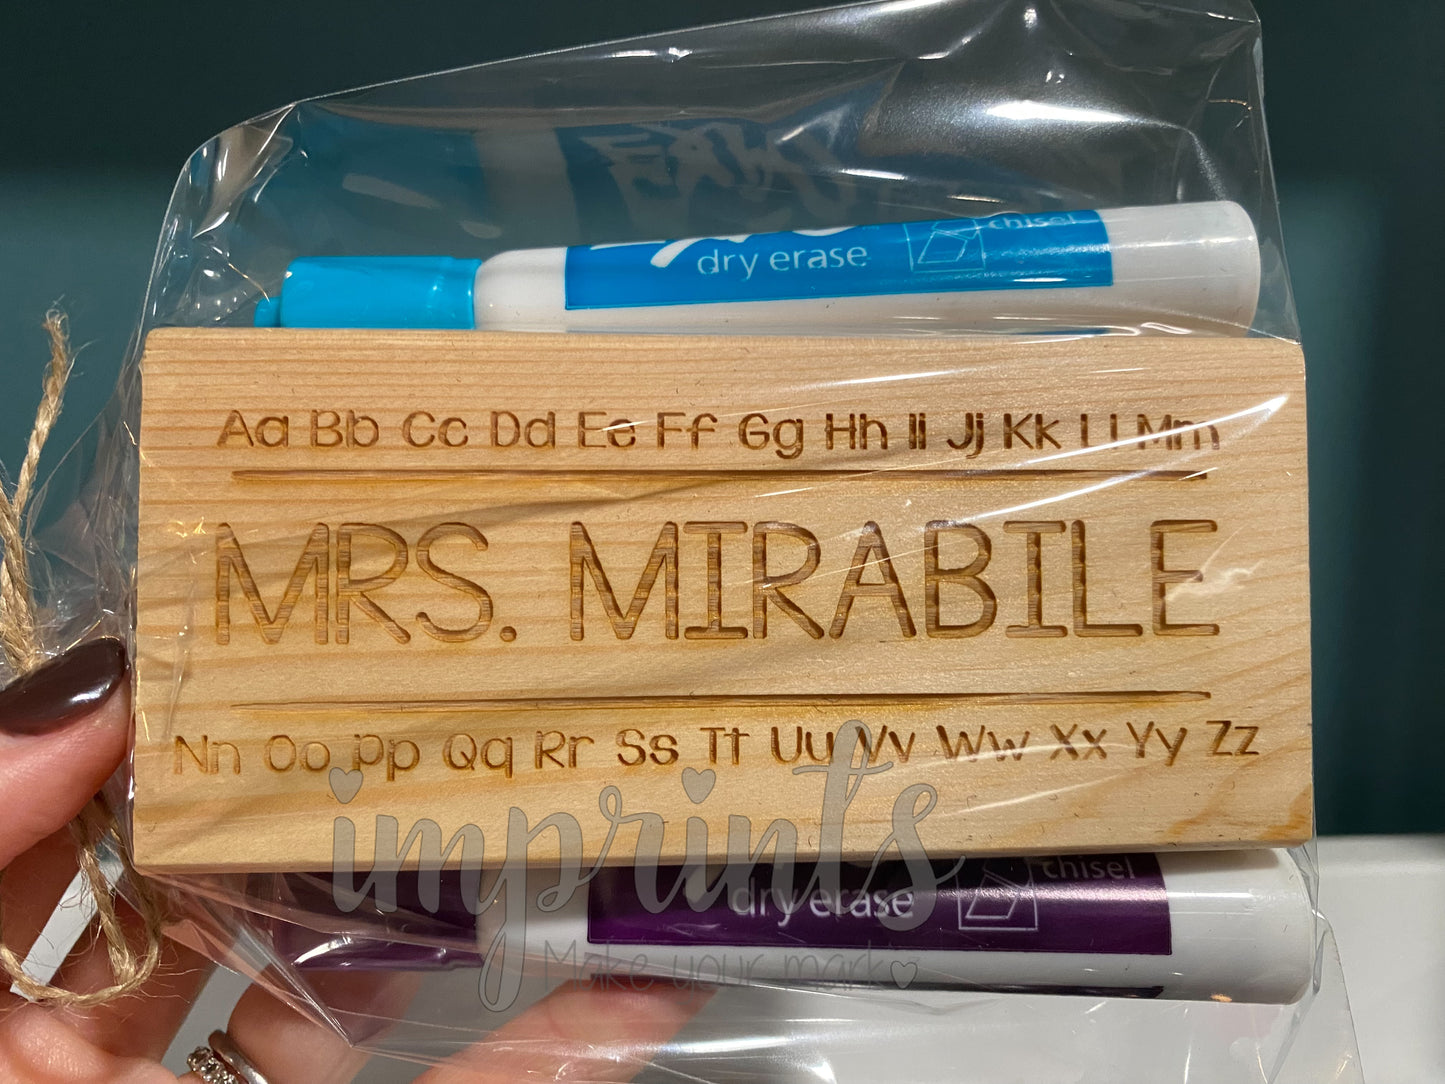 dry erase
chisel
Aa Bb Cc Dd Ee Ff Gg Hh Ii Jj Kk Ll Mm
MRS. MIRABILE
Nn Oo Pp Qq Rr Ss Tt Uu Vv Ww Xx Yy Zz
imprints
dry erase
chisel
Make your mark